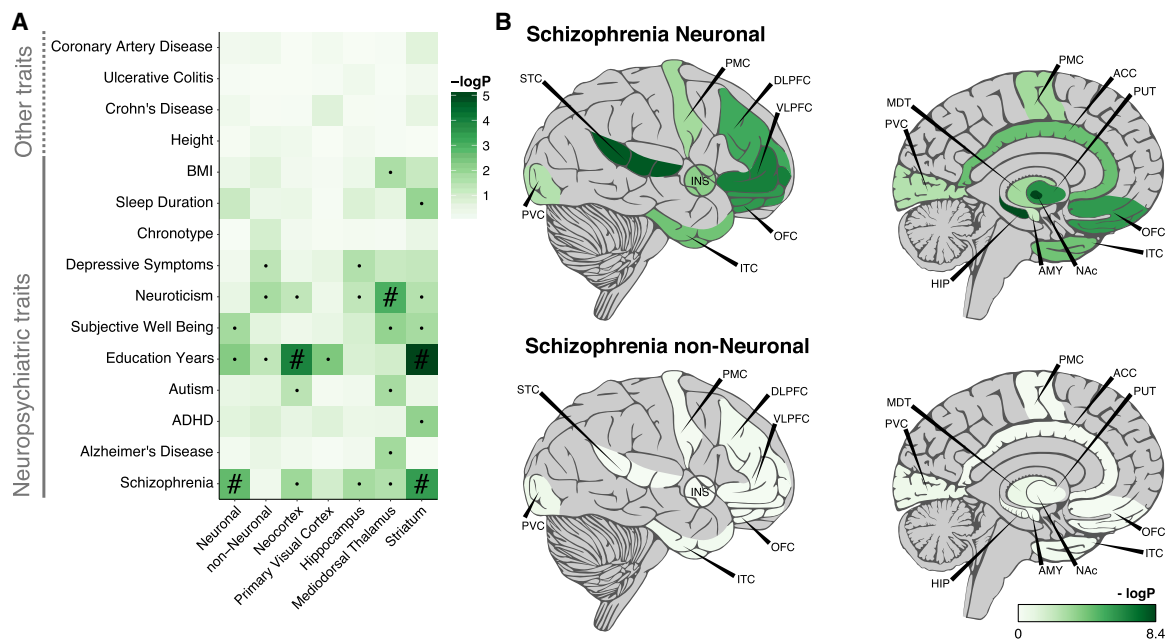 A
Other traits
Neuropsychiatric traits
Coronary Artery Disease
Ulcerative Colitis
Crohn's Disease
Height
BMI
Sleep Duration
Chronotype
Depressive Symptoms
Neuroticism
#
Subjective Well Being
Education Years
# #
Autism
ADHD
Alzheimer's Disease
Schizophrenia
# #
Neuronal
non−Neuronal
Neocortex
Primary Visual Cortex
Hippocampus
Mediodorsal Thalamus
Striatum
−logP
5
4
3
2
1
B
Schizophrenia Neuronal
STC
PMC
DLPFC
VLPFC
INS
PVC
OFC
ITC
PMC
ACC
PUT
MDT
PVC
OFC
ITC
AMY
NAc
HIP
Schizophrenia non-Neuronal
STC
PMC
DLPFC
VLPFC
INS
PVC
OFC
ITC
PMC
ACC
PUT
MDT
PVC
OFC
ITC
AMY
NAc
HIP
- logP
0 8.4